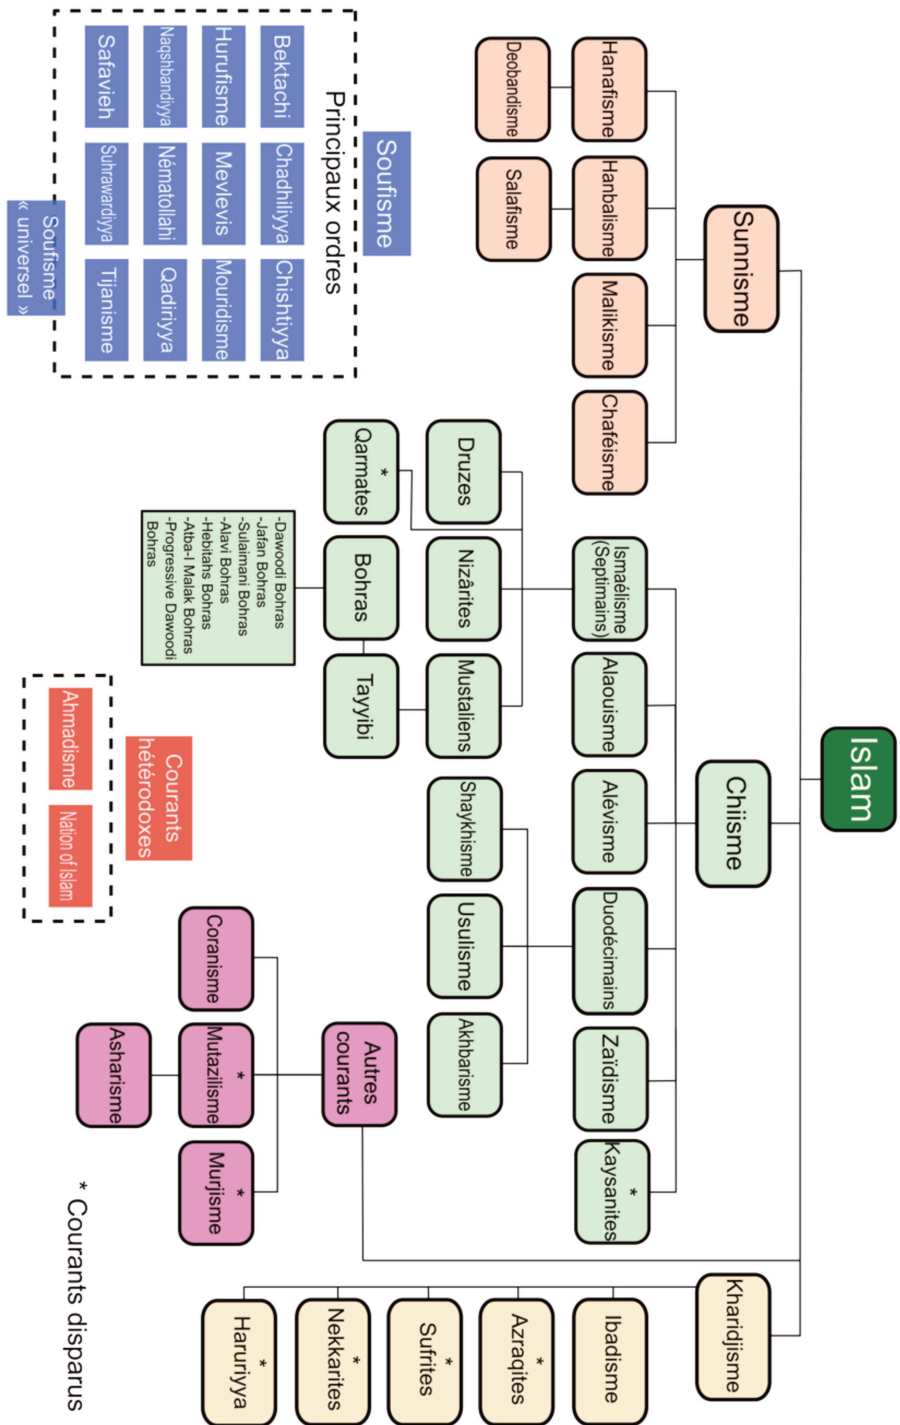 Islam
Sunnisme
Chiisme
Kharidjisme
Hanafisme
Hanbalisme
Malikisme
Chaféisme
Deobandisme
Salafisme
Ismaélisme
(Septimains)
Alaouisme
Alévisme
Duodécimains
Zaïdisme
*
Kaysanites
Druzes
Nizârites
Mustaliens
*
Qarmates
Bohras
Tayyibi
-Dawoodi Bohras
-Jafari Bohras
-Sulaimani Bohras
-Alavi Bohras
-Hebitahs Bohras
-Atba-I Malak Bohras
-Progressive Dawoodi
Bohras
Shaykhisme
Usulisme
Akhbarisme
Ibadisme
*
Azraqites
*
Sufrites
*
Nekkarites
*
Haruriyya
Autres
courants
Coranisme
*
Mutazilisme
*
Murjisme
Asharisme
Soufisme
Principaux ordres
Bektachi
Chadhiliyya
Chishtiyya
Hurufisme
Mevlevis
Mouridisme
Naqshbandiyya
Nématollahi
Qadiriyya
Safavieh
Suhrawardiyya
Tijanisme
Soufisme
« universel »
Courants
hétérodoxes
Ahmadisme
Nation of Islam
* Courants disparus